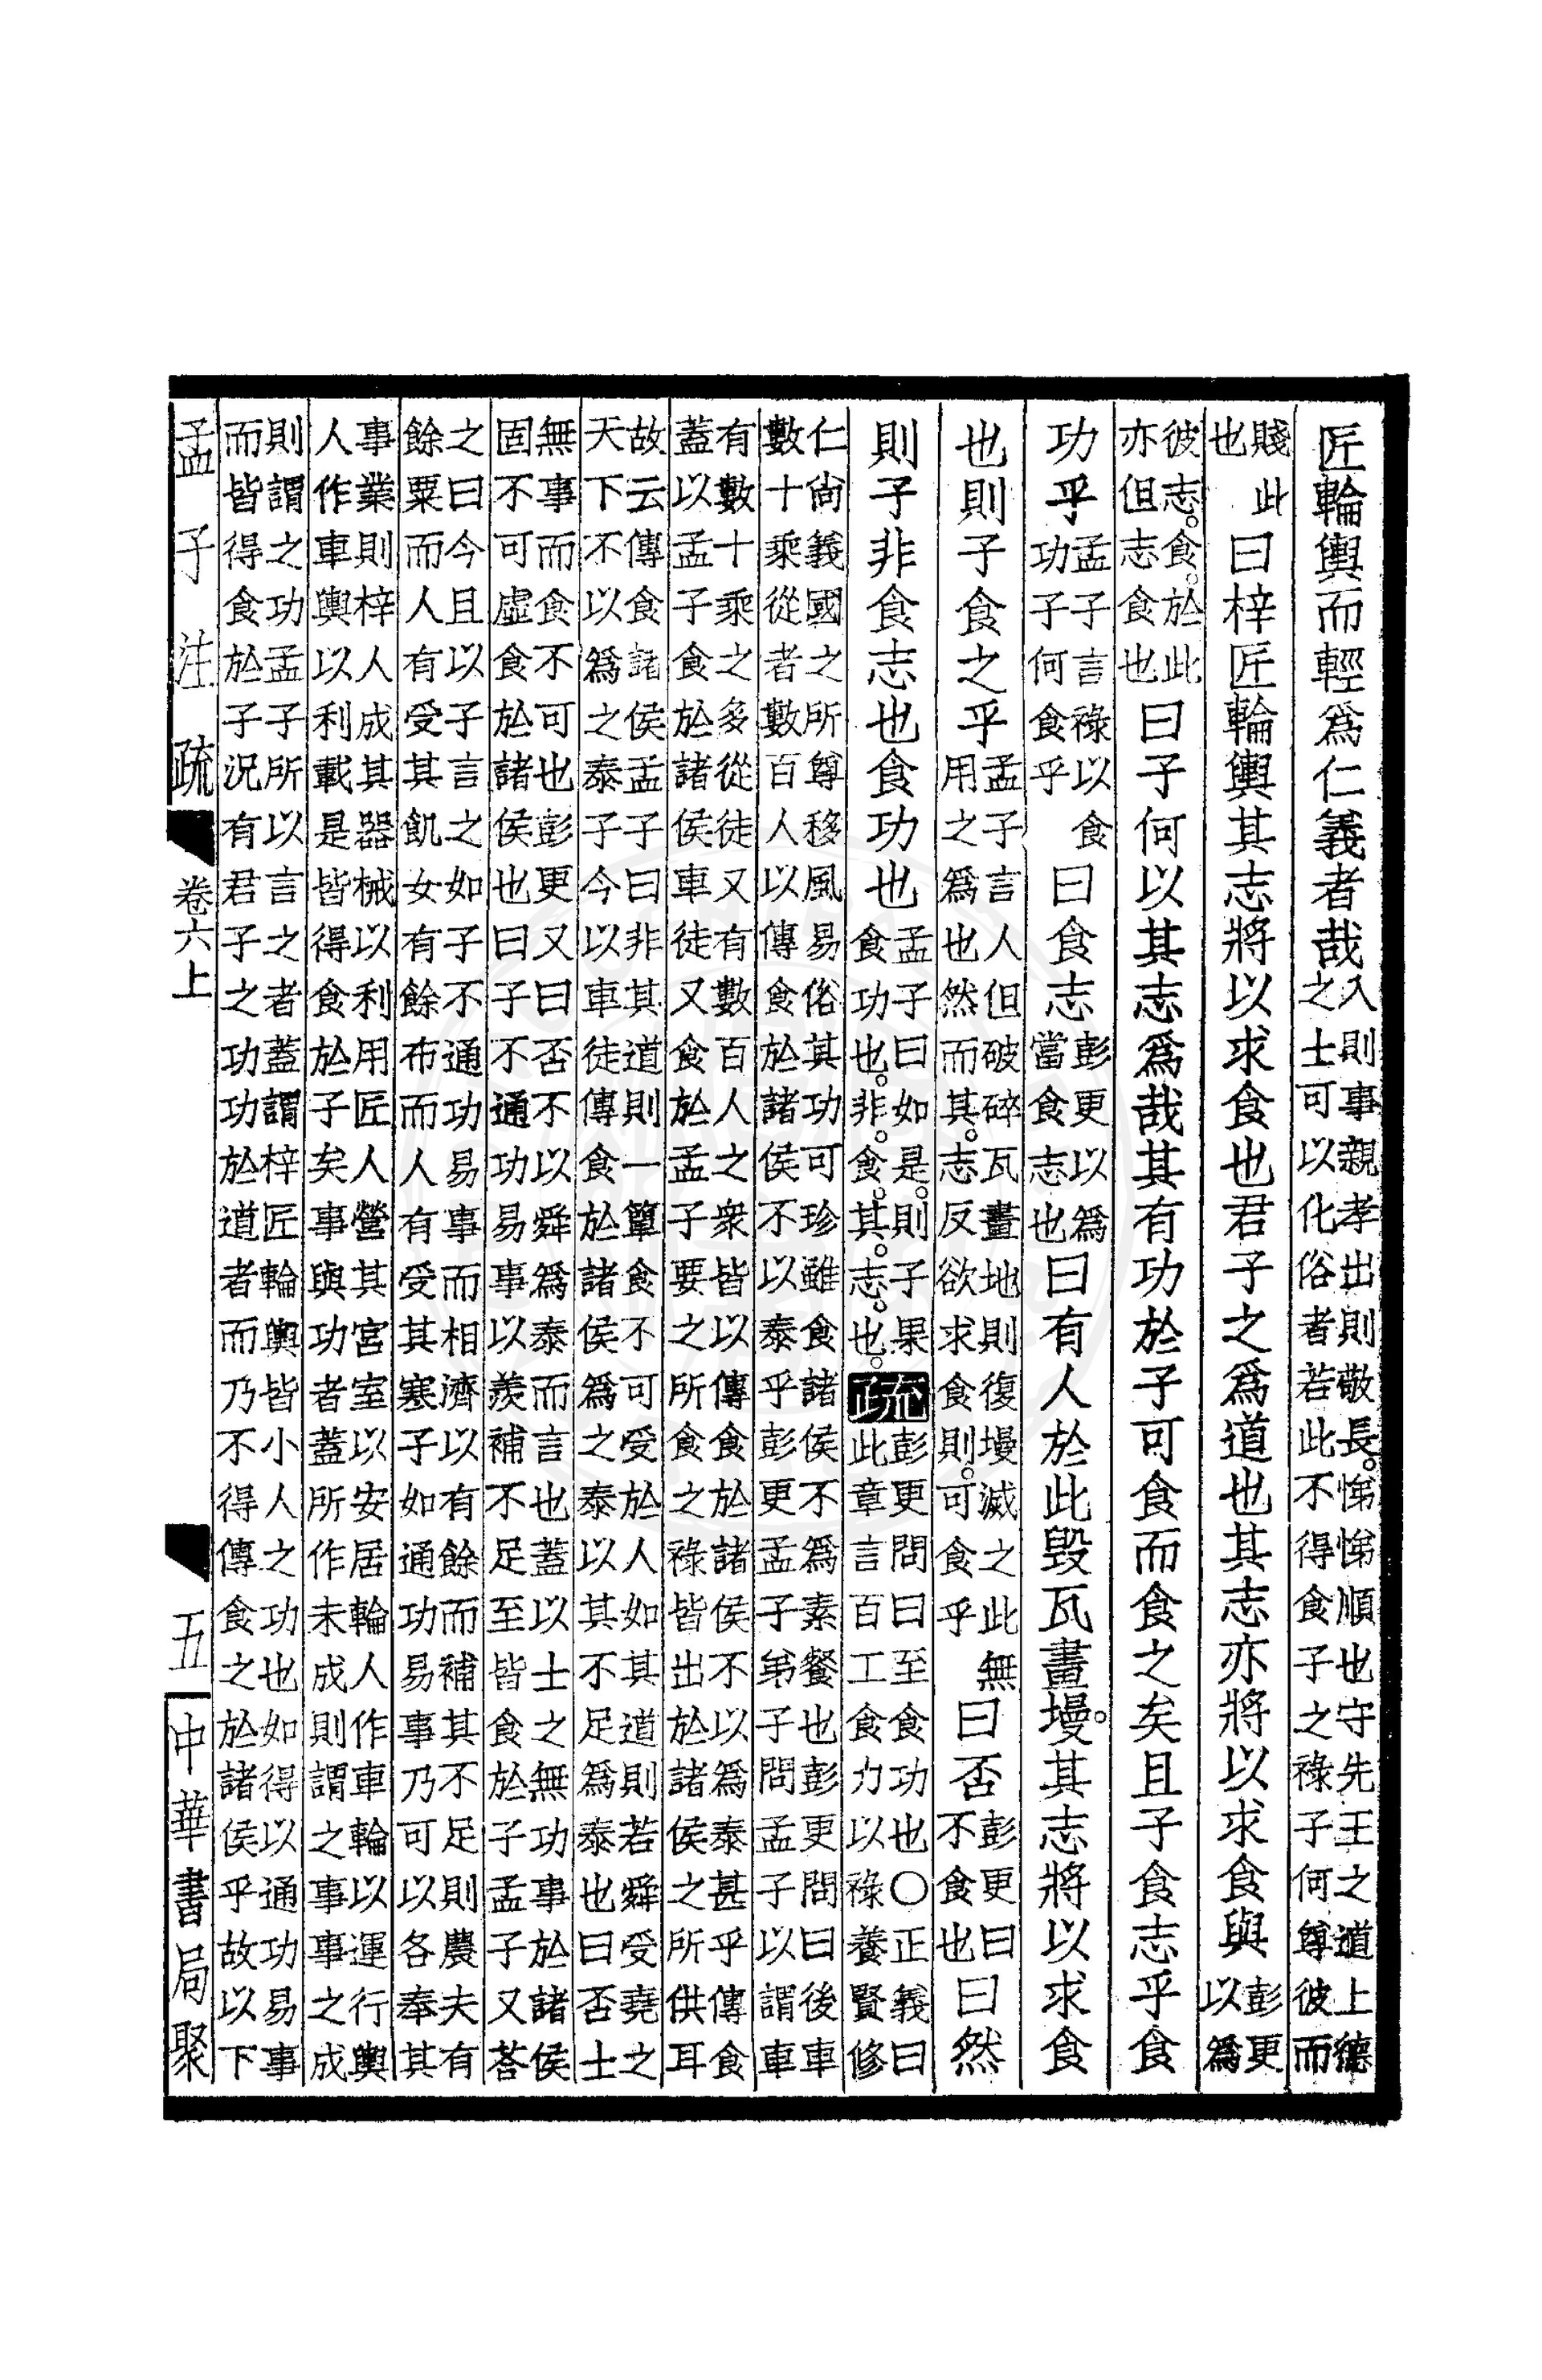 匠輪輿而輕爲仁義者哉入則事親孝出則敬長。悌悌順也守先王之道上德之士可以化俗者若此不得食子之祿子何尊彼而
賤此也曰梓匠輪輿其志將以求食也君子之爲道也其志亦將以求食與彭更以爲
彼志。食。於此亦但志食也曰子何以其志爲哉其有功於子可食而食之矣且子食志乎食
功乎孟子言祿以食功子何食乎曰食志彭更以爲當食志也曰有人於此毀瓦畫墁。其志將以求食
也則子食之乎孟子言人但破碎瓦畫地則復墁滅之此無用之爲也然而其。志反欲求食則。可食乎曰否彭更曰不食也曰然
則子非食志也食功也孟子曰如是。則子果食功也。非。食。其。志。也。疏彭更問曰至食功也○正義曰此章言百工食力以祿養賢修
仁尙義國之所尊移風易俗其功可珍雖食諸侯不爲素餐也彭更問曰後車
數十乘從者數百人以傳食於諸侯不以泰乎彭更孟子弟子問孟子以謂車
有數十乘之多從徒又有數百人之衆皆以傳食於諸侯不以爲泰甚乎傳食
蓋以孟子食於諸侯車徒又食於孟子要之所食之祿皆出於諸侯之所供耳
故云傳食諸侯孟子曰非其道則一簞食不可受於人如其道則若舜受堯之
天下不以爲之泰子今以車徒傳食於諸侯爲之泰以其不足爲泰也曰否士
無事而食不可也彭更又曰否不以舜爲泰而言也蓋以士之無功事於諸侯
固不可虛食於諸侯也曰子不通功易事以羨補不足至皆食於子孟子又荅
之曰今且以子言之如子不通功易事而相濟以有餘而補其不足則農夫有
餘粟而人有受其飢女有餘布而人有受其寒子如通功易事乃可以各奉其
事業則梓人成其器械以利用匠人營其宮室以安居輪人作車輪以運行輿
人作車輿以利載是皆得食於子矣事與功者蓋所作未成則謂之事事之成
則謂之功孟子所以言之者蓋謂梓匠輪輿皆小人之功也如得以通功易事
而皆得食於子況有君子之功功於道者而乃不得傳食之於諸侯乎故以下
孟子注疏 卷六上 五 中華書局聚